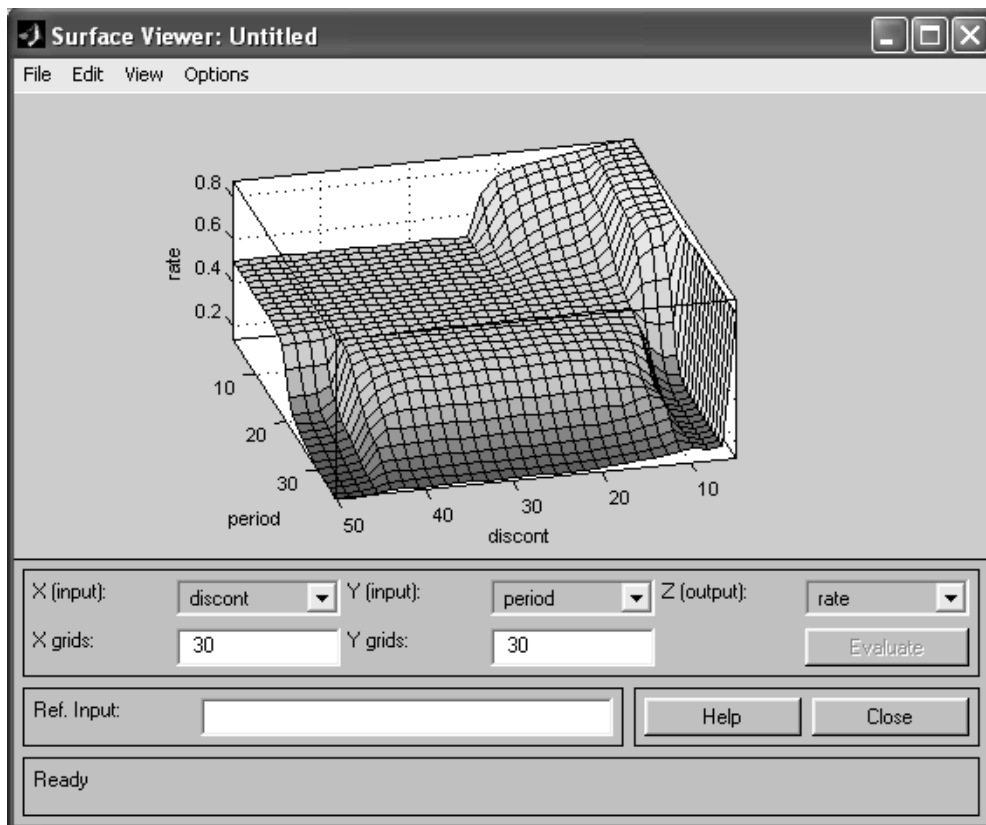 Surface Viewer: Untitled
File Edit View Options
0.8
0.6
0.4
0.2
rate
10
20
30
period
50
40
30
20
10
discont
X (input): discont Y (input): period Z (output): rate
X grids: 30 Y grids: 30 Evaluate
Ref. Input: Help Close
Ready